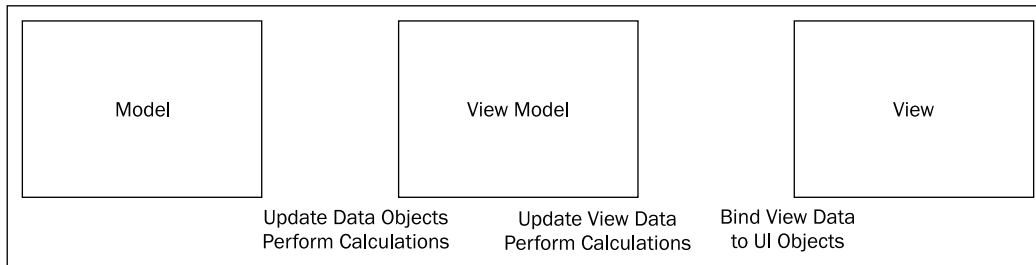 Model
View Model
View
Update Data Objects
Perform Calculations
Update View Data
Perform Calculations
Bind View Data
to UI Objects